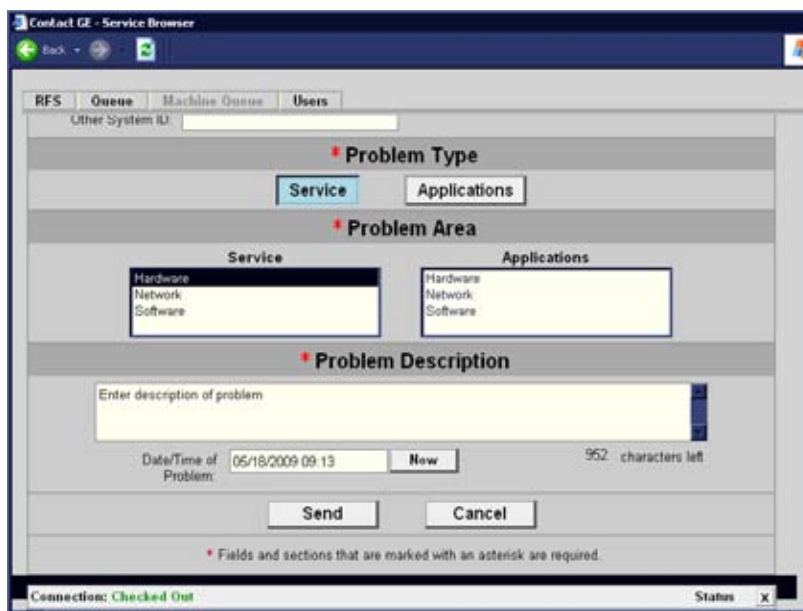 Contact GE - Service Browser
Back
RFS Queue Machine Queue Users
Other System ID:
* Problem Type
Service Applications
* Problem Area
Service Applications
Hardware Hardware
Network Network
Software Software
* Problem Description
Enter description of problem
Date/Time of Problem: 05/18/2009 09:13 Now 952 characters left
Send Cancel
* Fields and sections that are marked with an asterisk are required.
Connection: Checked Out Status x